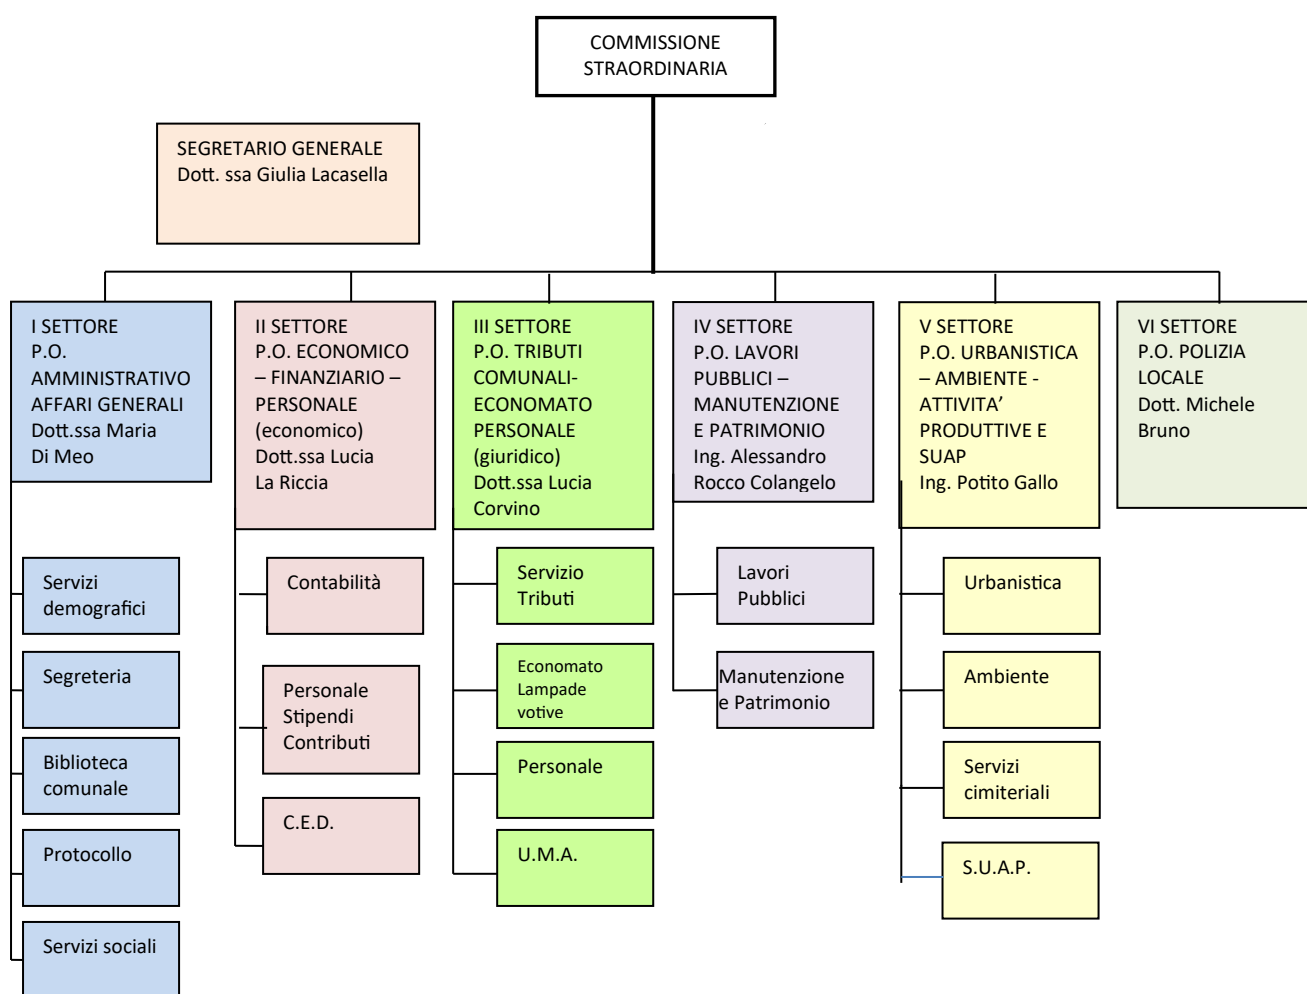 COMMISSIONE
STRAORDINARIA
SEGRETARIO GENERALE
Dott. ssa Giulia Lacasella
I SETTORE
P.O.
AMMINISTRATIVO
AFFARI GENERALI
Dott.ssa Maria
Di Meo
II SETTORE
P.O. ECONOMICO
– FINANZIARIO –
PERSONALE
(economico)
Dott.ssa Lucia
La Riccia
III SETTORE
P.O. TRIBUTI
COMUNALI-
ECONOMATO
PERSONALE
(giuridico)
Dott.ssa Lucia
Corvino
IV SETTORE
P.O. LAVORI
PUBBLICI –
MANUTENZIONE
E PATRIMONIO
Ing. Alessandro
Rocco Colangelo
V SETTORE
P.O. URBANISTICA
– AMBIENTE -
ATTIVITA’
PRODUTTIVE E
SUAP
Ing. Potito Gallo
VI SETTORE
P.O. POLIZIA
LOCALE
Dott. Michele
Bruno
Servizi
demografici
Segreteria
Biblioteca
comunale
Protocollo
Servizi sociali
Contabilità
Personale
Stipendi
Contributi
C.E.D.
Servizio
Tributi
Economato
Lampade
votive
Personale
U.M.A.
Lavori
Pubblici
Manutenzione
e Patrimonio
Urbanistica
Ambiente
Servizi
cimiteriali
S.U.A.P.